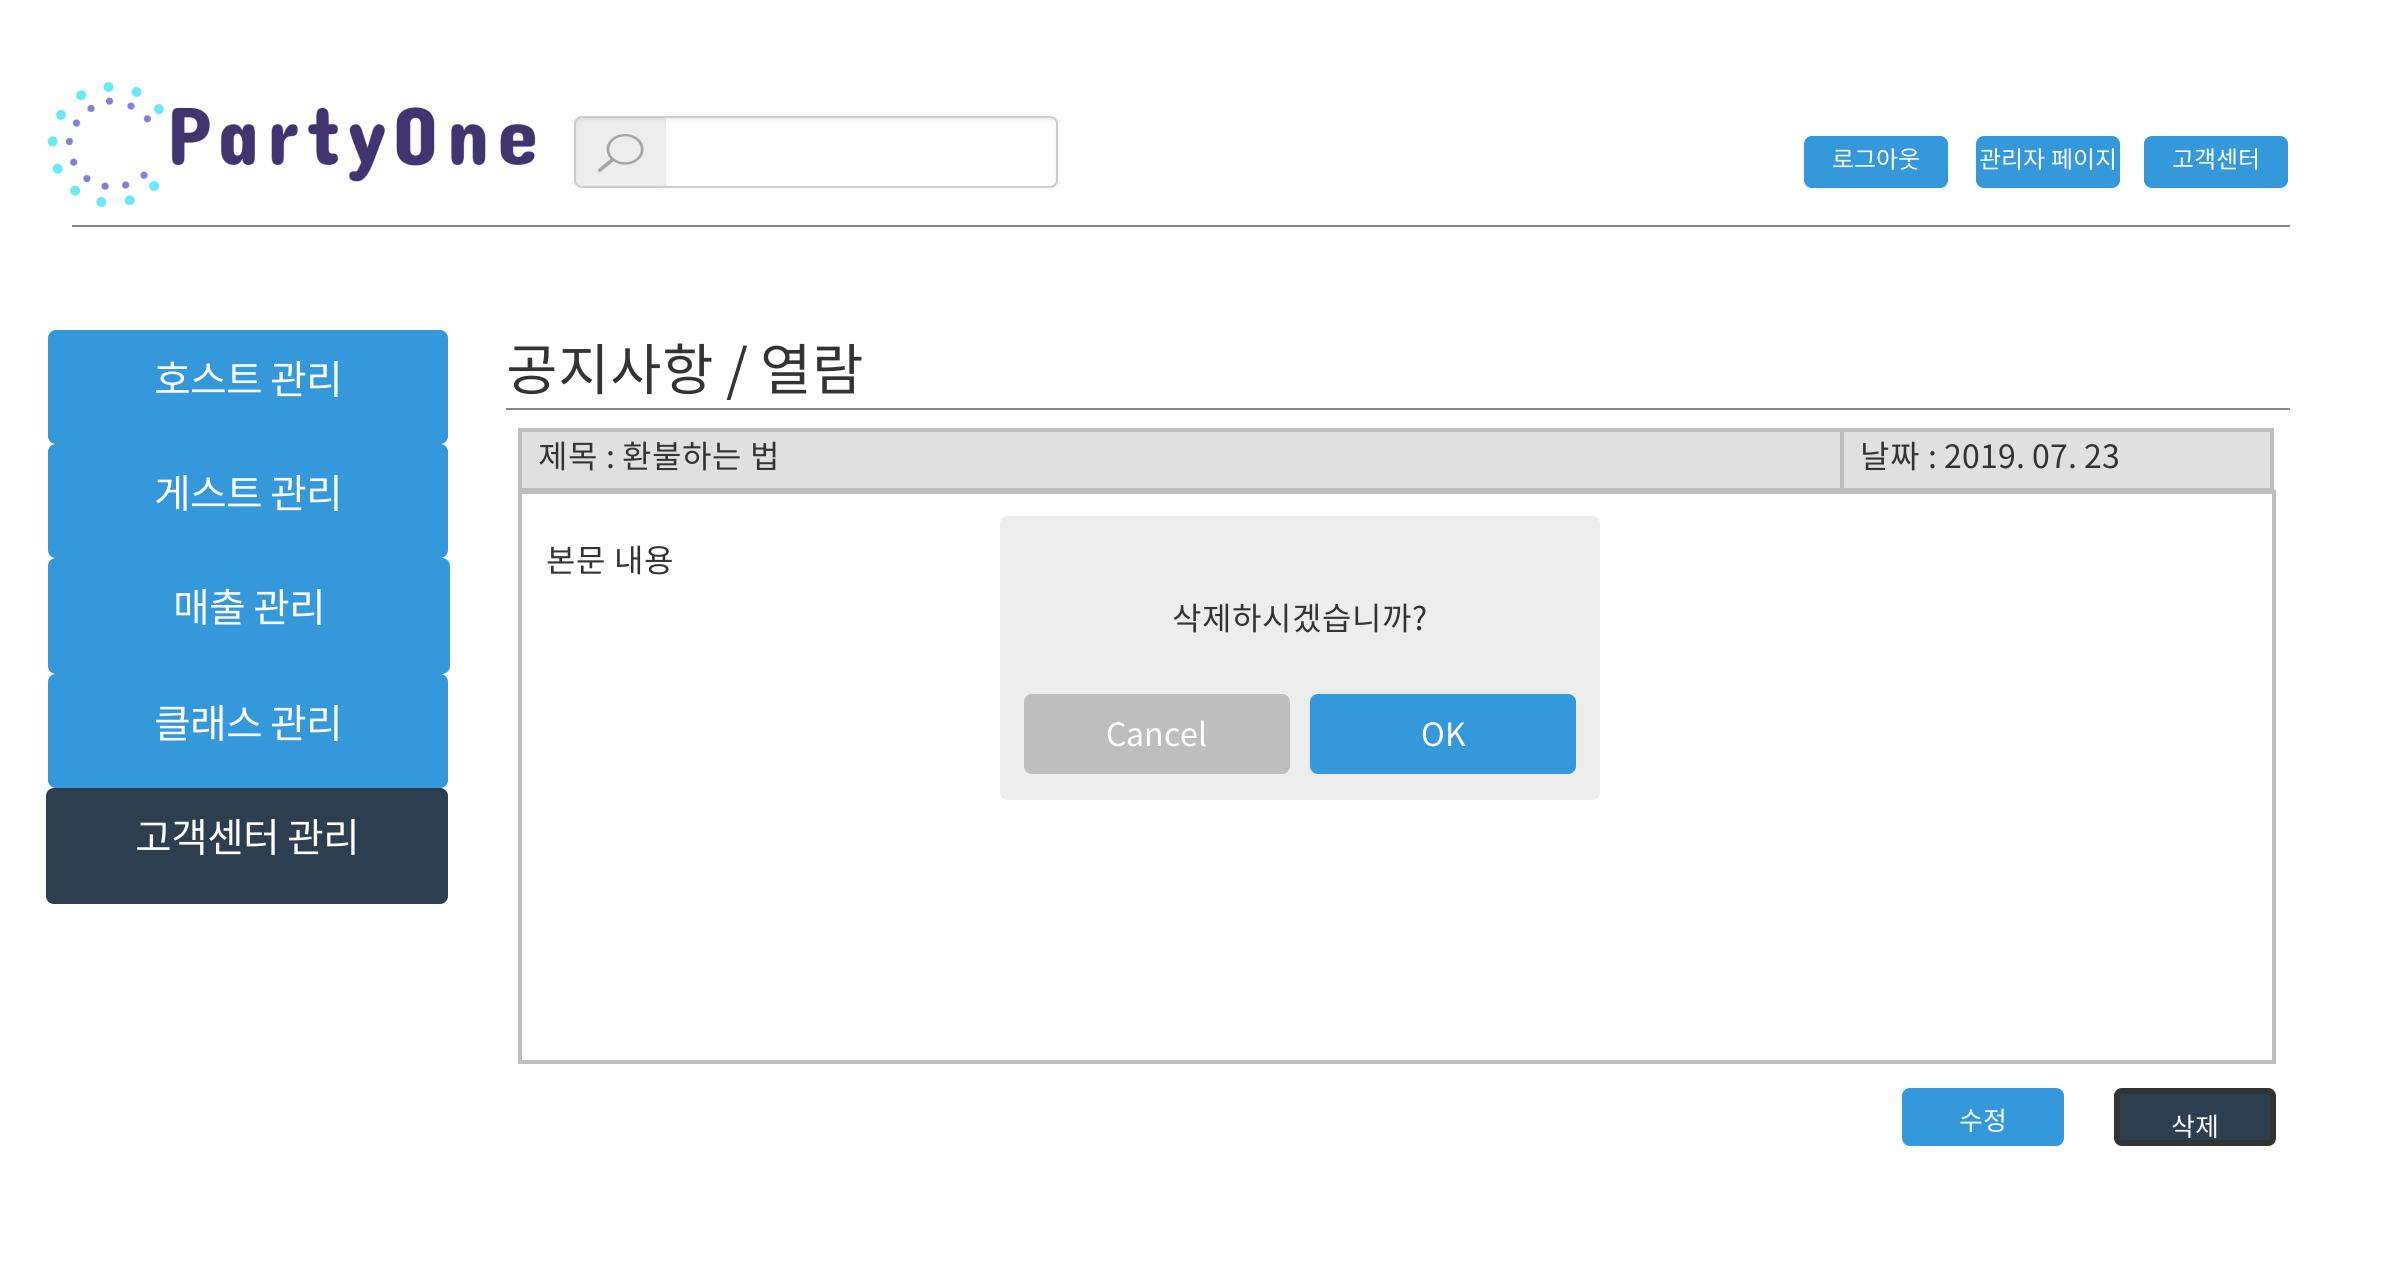 PartyOne
로그아웃 관리자 페이지 고객센터
호스트 관리
게스트 관리
매출 관리
클래스 관리
고객센터 관리
공지사항 / 열람
제목 : 환불하는 법 날짜 : 2019. 07. 23
본문 내용
삭제하시겠습니까?
Cancel OK
수정 삭제